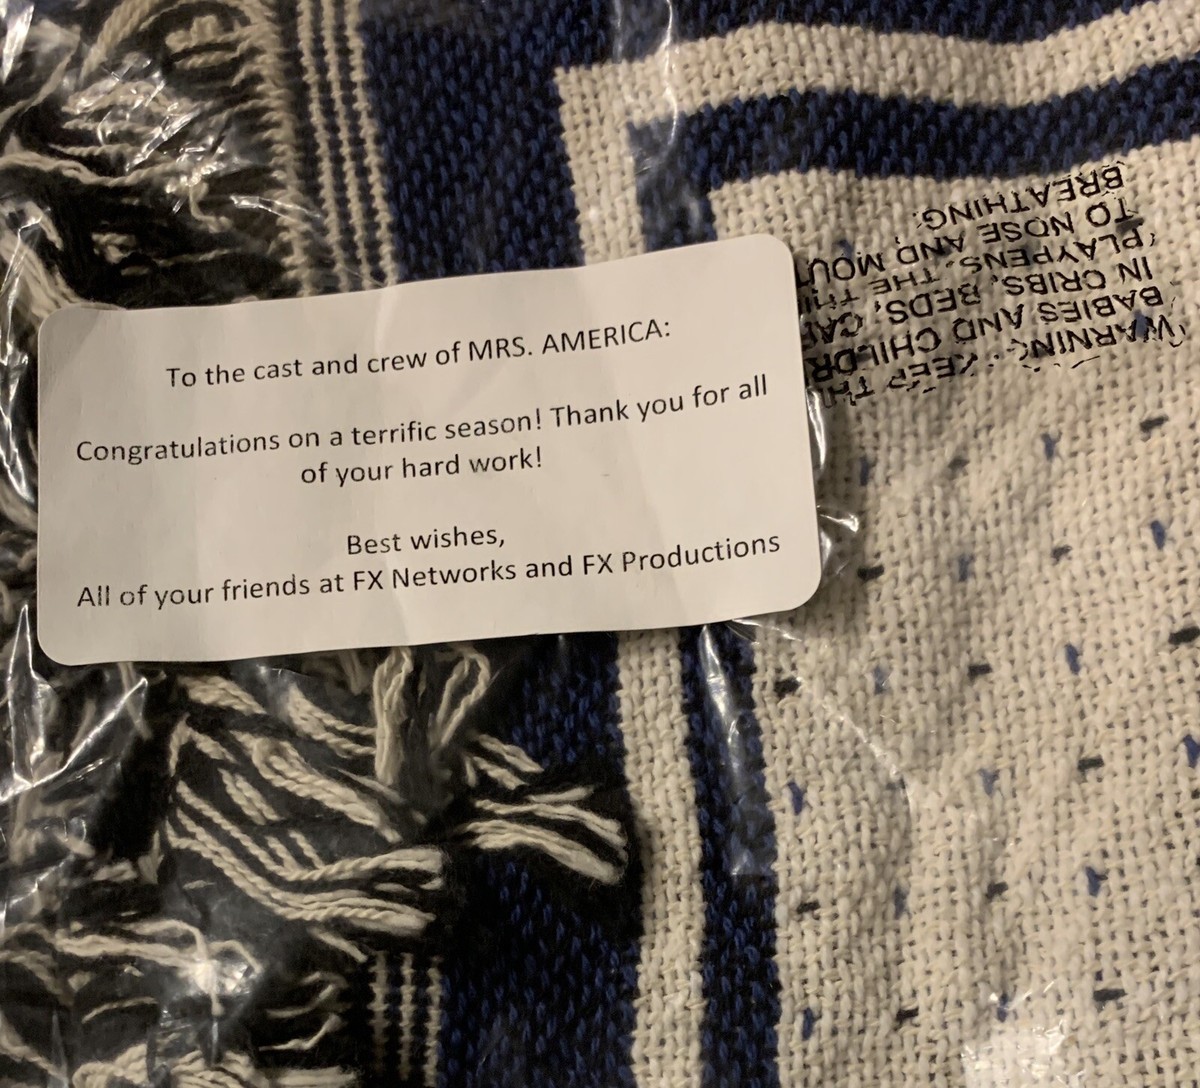 To the cast and crew of MRS. AMERICA:
Congratulations on a terrific season! Thank you for all
of your hard work!
Best wishes,
All of your friends at FX Networks and FX Productions
WARNING: KEEP
BABIES AND
IN CRIBS, BEDS,
PLAYPENS. THE
TO NOSE AND
BREATHING.